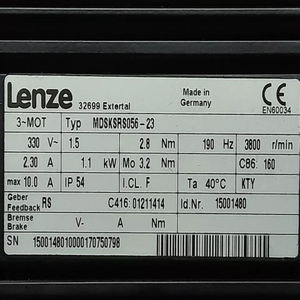 Lenze
32699 Extertal
Made in Germany
CE
EN60034
3~MOT Typ MDSKSRS056-23
330 V~ 1.5 2.8 Nm 190 Hz 3800 r/min
2.30 A 1.1 kW Mo 3.2 Nm C86: 160
max 10.0 A IP 54 I.CL F Ta 40°C KTY
Geber Feedback RS C416: 01211414 Id.Nr. 15001480
Bremse Brake V- A Nm
SN 15001480100001707507​98